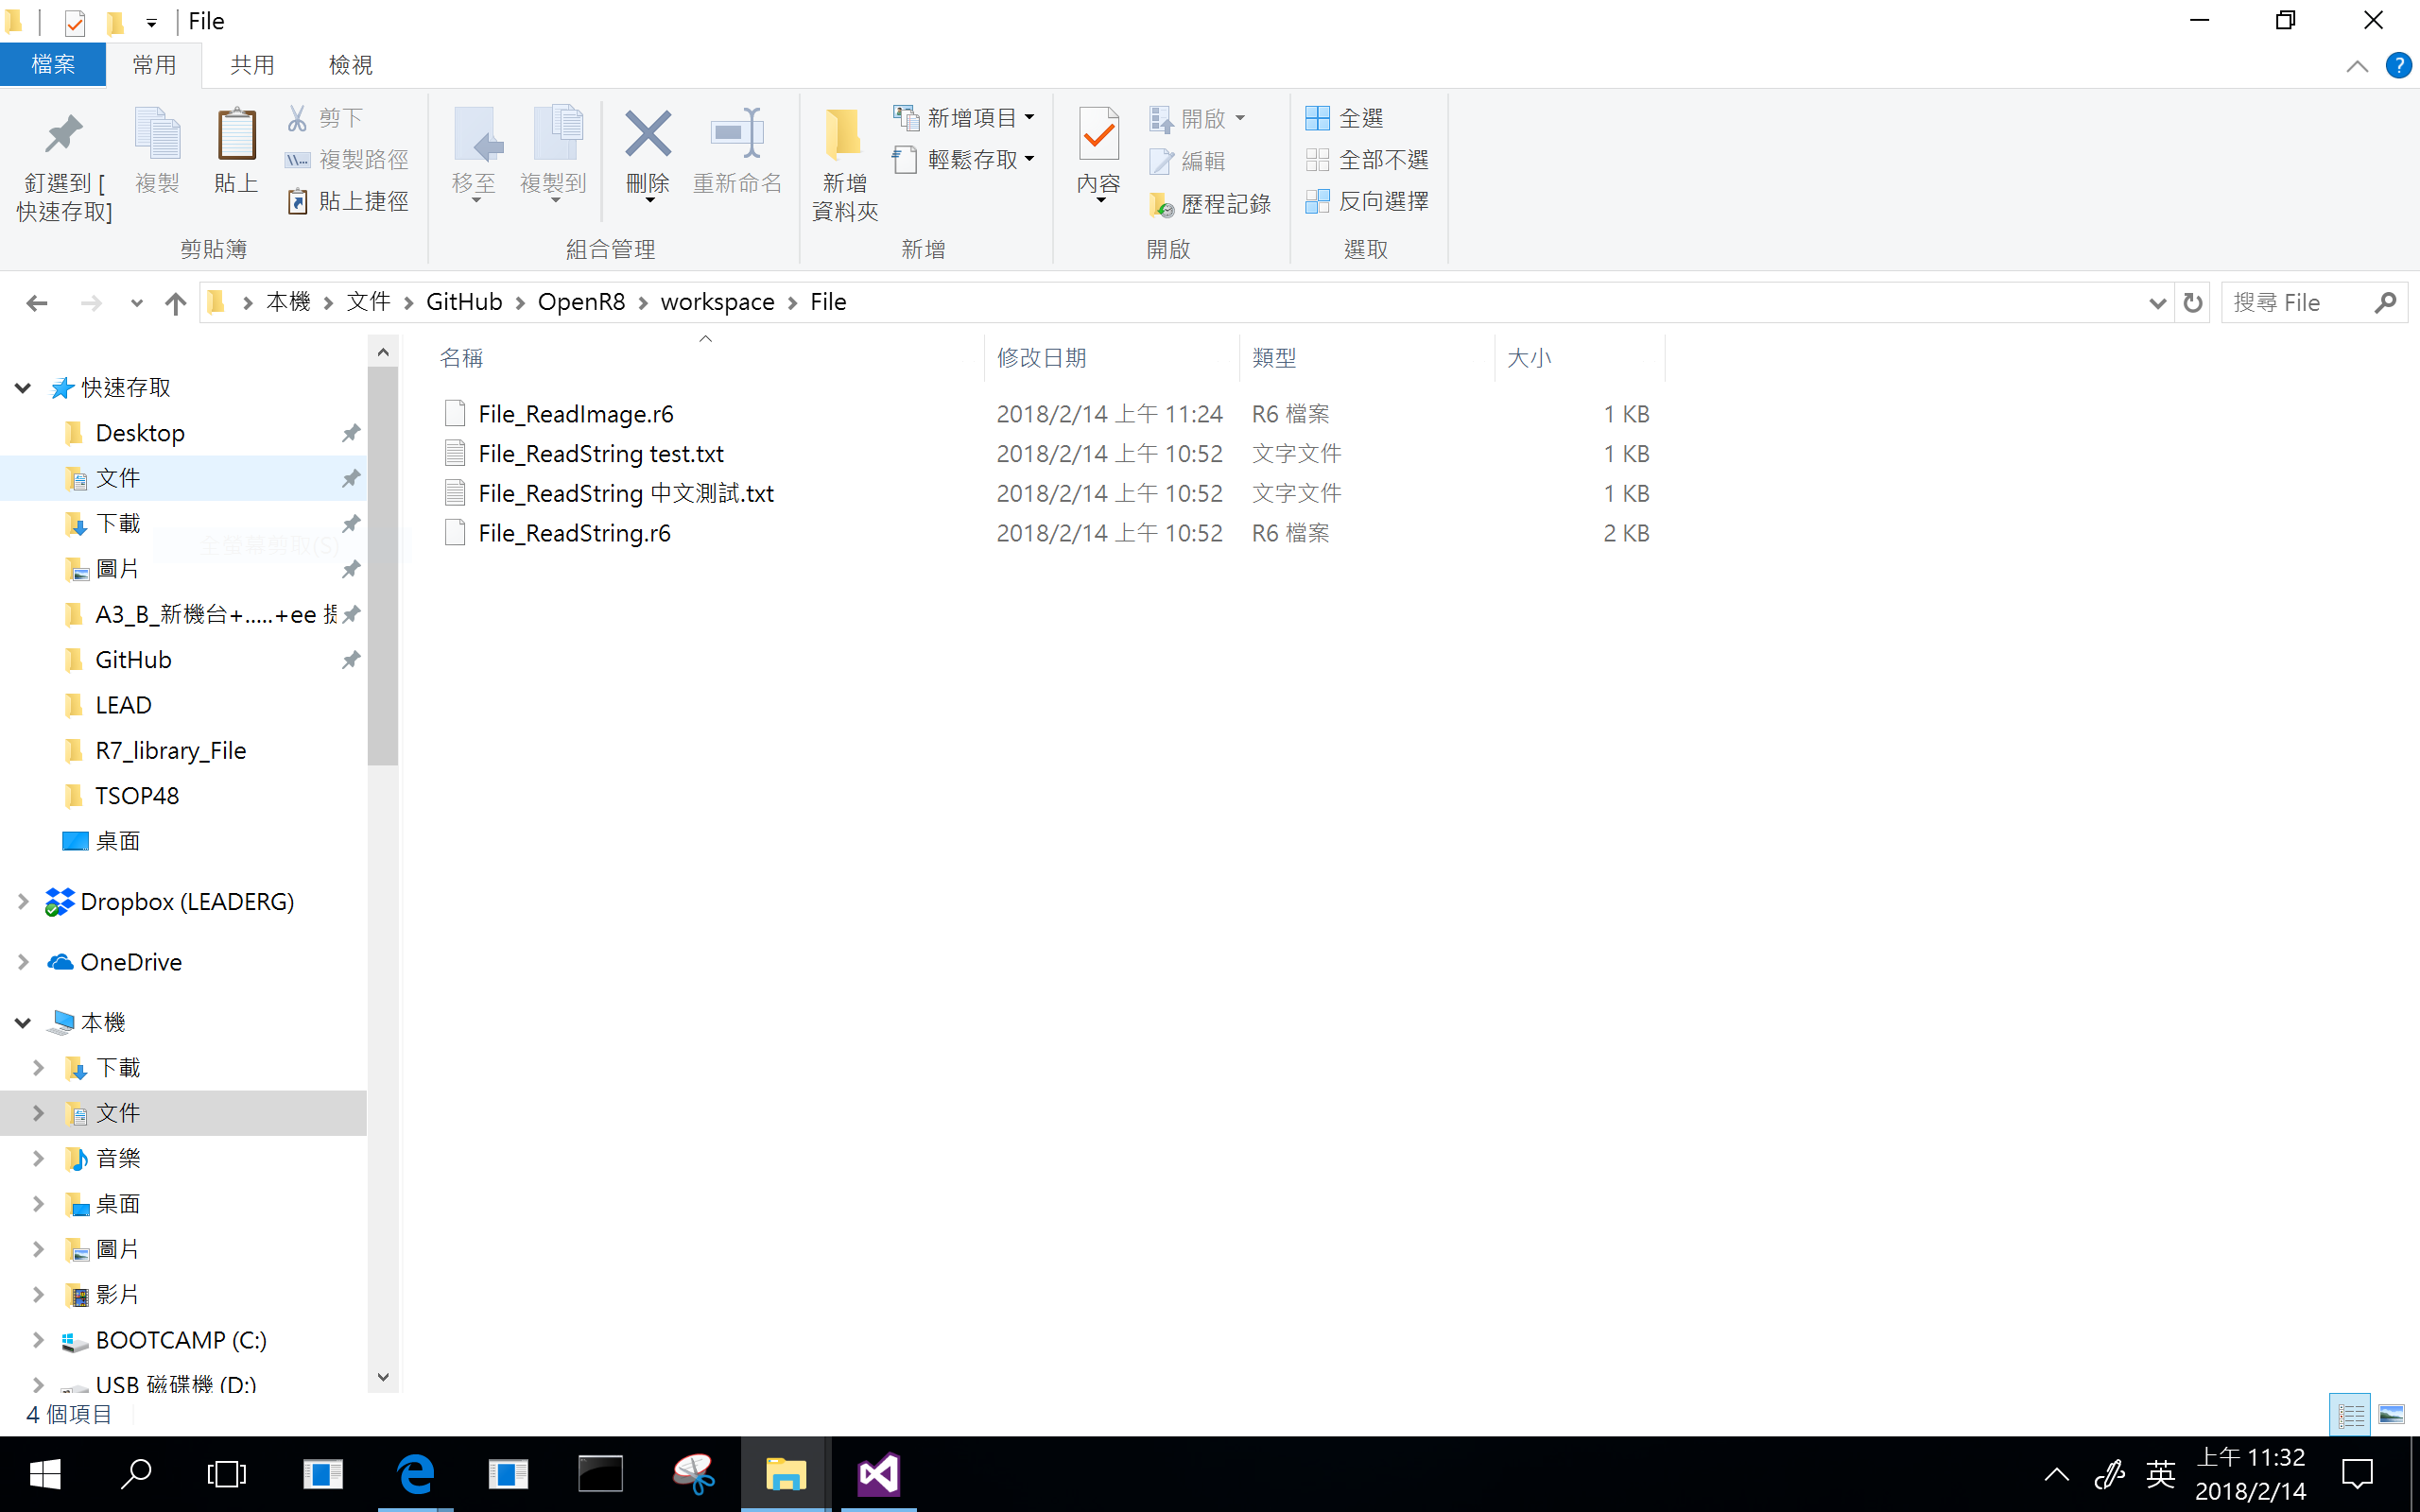 File
檔案 常用 共用 檢視
釘選到 [
快速存取]
複製
貼上
剪下
複製路徑
貼上捷徑
剪貼簿
移至
複製到
刪除
重新命名
組合管理
新增
資料夾
新增項目
輕鬆存取
新增
內容
開啟
編輯
歷程記錄
開啟
全選
全部不選
反向選擇
選取
本機 文件 GitHub OpenR8 workspace File
搜尋 File
名稱 修改日期 類型 大小
File_ReadImage.r6 2018/2/14 上午 11:24 R6 檔案 1 KB
File_ReadString test.txt 2018/2/14 上午 10:52 文字文件 1 KB
File_ReadString 中文測試.txt 2018/2/14 上午 10:52 文字文件 1 KB
File_ReadString.r6 2018/2/14 上午 10:52 R6 檔案 2 KB
快速存取
Desktop
文件
下載
全螢幕剪取(S)
圖片
A3_B_新機台+.....+ee
GitHub
LEAD
R7_library_File
TSOP48
桌面
Dropbox (LEADERG)
OneDrive
本機
下載
文件
音樂
桌面
圖片
影片
BOOTCAMP (C:)
USB 磁碟機 (D:)
4 個項目
英
上午 11:32
2018/2/14